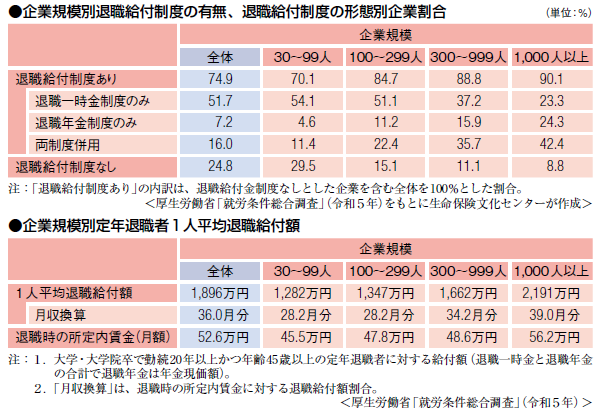 ●企業規模別退職給付制度の有無、退職給付制度の形態別企業割合 (単位:%)
企業規模
全体 30~99人 100~299人 300~999人 1,000人以上
退職給付制度あり 74.9 70.1 84.7 88.8 90.1
退職一時金制度のみ 51.7 54.1 51.1 37.2 23.3
退職年金制度のみ 7.2 4.6 11.2 15.9 24.3
両制度併用 16.0 11.4 22.4 35.7 42.4
退職給付制度なし 24.8 29.5 15.1 11.1 8.8
注:「退職給付制度あり」の内訳は、退職給付金制度なしとした企業を含む全体を100%とした割合。
<厚生労働省「就労条件総合調査」(令和5年)をもとに生命保険文化センターが作成>
●企業規模別定年退職者1人平均退職給付額
企業規模
全体 30~99人 100~299人 300~999人 1,000人以上
1人平均退職給付額 1,896万円 1,282万円 1,347万円 1,662万円 2,191万円
月収換算 36.0月分 28.2月分 28.2月分 34.2月分 39.0月分
退職時の所定内賃金(月額) 52.6万円 45.5万円 47.8万円 48.6万円 56.2万円
注:1.大学・大学院卒で勤続20年以上かつ年齢45歳以上の定年退職者に対する給付額(退職一時金と退職年金
の合計で退職年金は年金現価額)。
2.「月収換算」は、退職時の所定内賃金に対する退職給付額割合。
<厚生労働省「就労条件総合調査」(令和5年)>